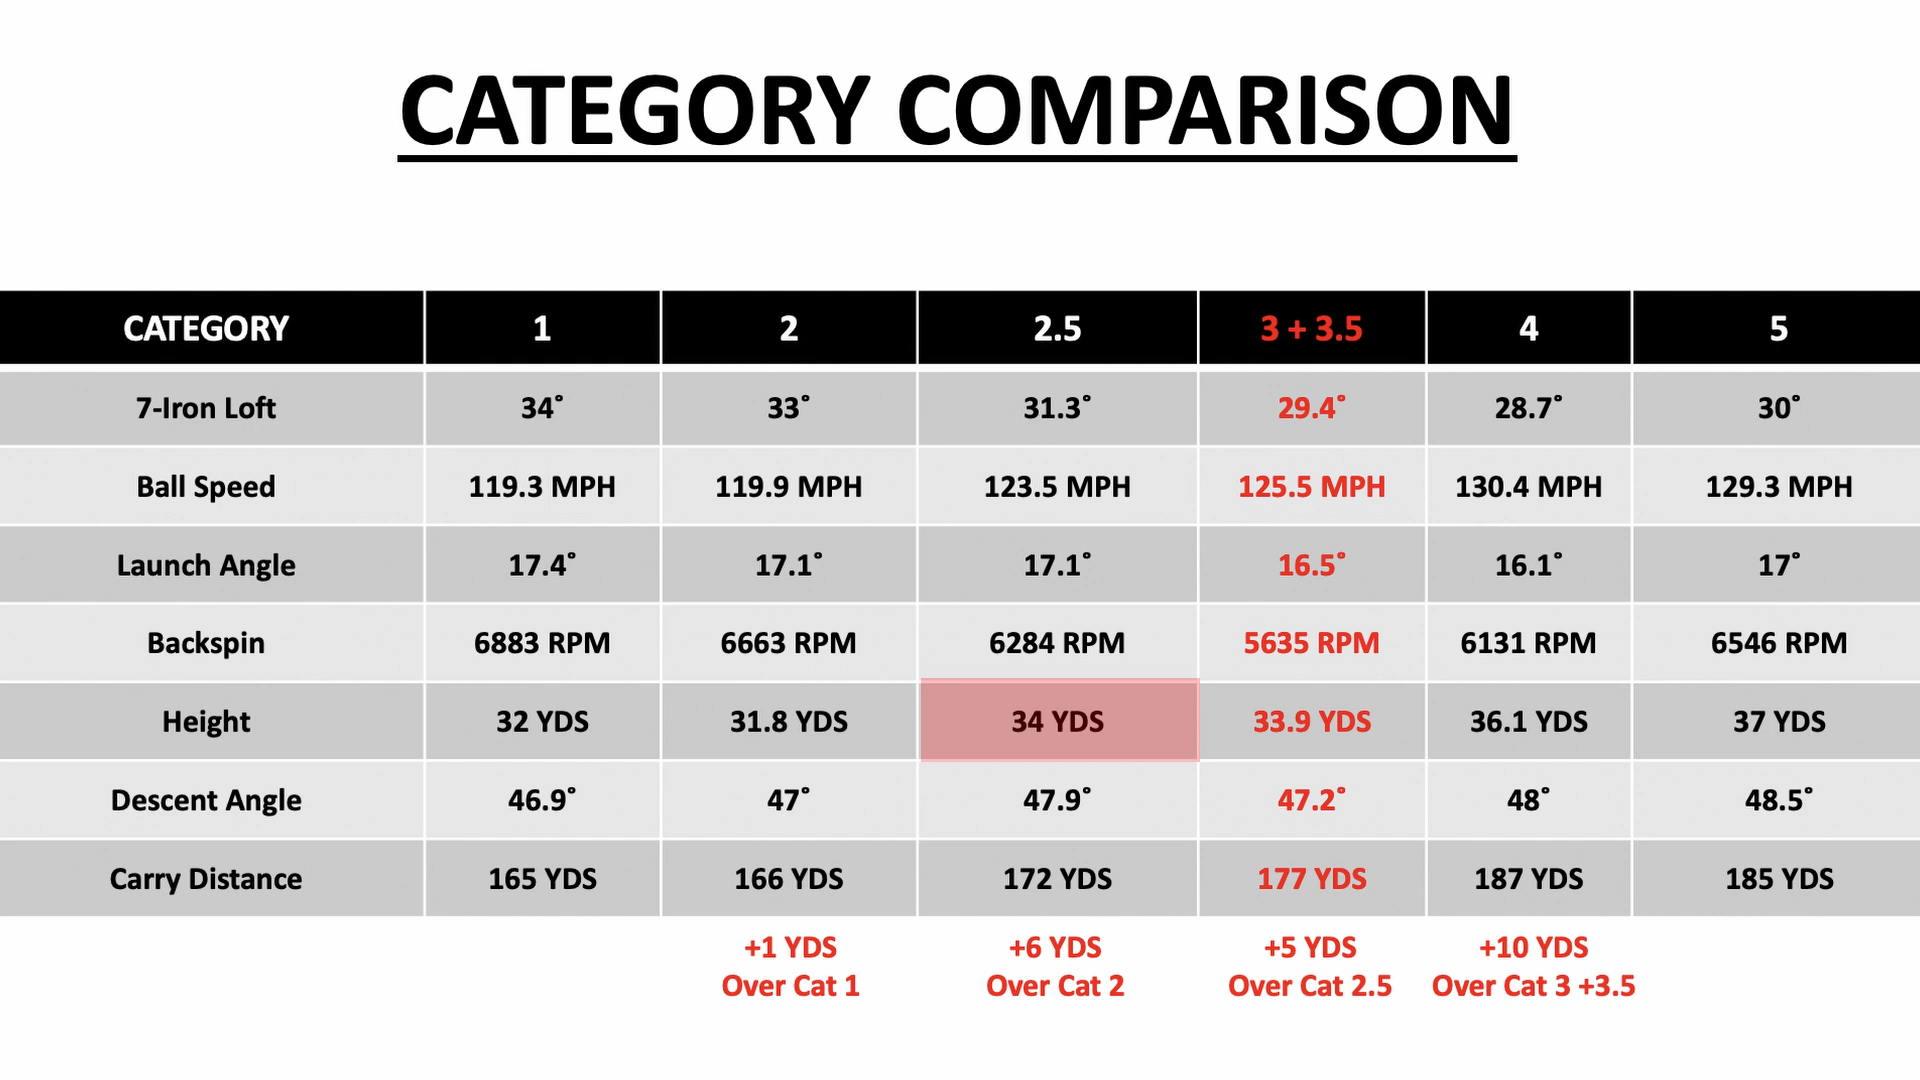 CATEGORY COMPARISON
CATEGORY 1 2 2.5 3 + 3.5 4 5
7-Iron Loft 34° 33° 31.3° 29.4° 28.7° 30°
Ball Speed 119.3 MPH 119.9 MPH 123.5 MPH 125.5 MPH 130.4 MPH 129.3 MPH
Launch Angle 17.4° 17.1° 17.1° 16.5° 16.1° 17°
Backspin 6883 RPM 6663 RPM 6284 RPM 5635 RPM 6131 RPM 6546 RPM
Height 32 YDS 31.8 YDS 34 YDS 33.9 YDS 36.1 YDS 37 YDS
Descent Angle 46.9° 47° 47.9° 47.2° 48° 48.5°
Carry Distance 165 YDS 166 YDS 172 YDS 177 YDS 187 YDS 185 YDS
+1 YDS +6 YDS +5 YDS +10 YDS
Over Cat 1 Over Cat 2 Over Cat 2.5 Over Cat 3 +3.5